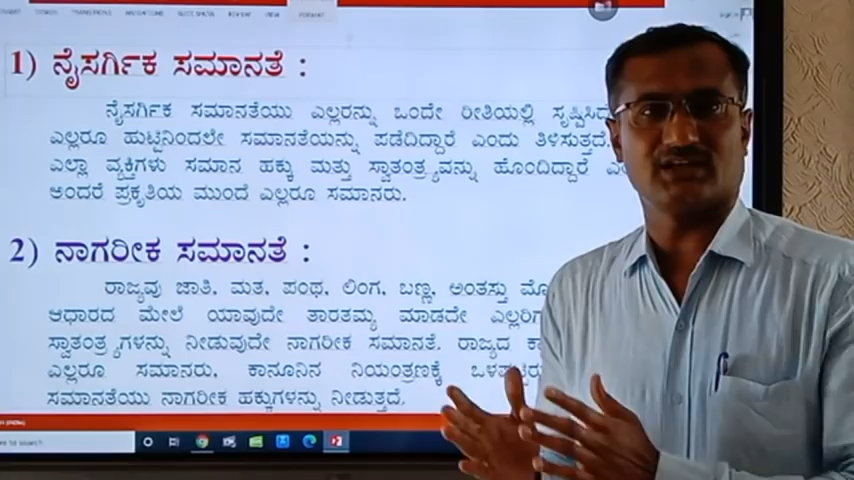 FORMAT
1) ನೈಸರ್ಗಿಕ ಸಮಾನತೆ :
ನೈಸರ್ಗಿಕ ಸಮಾನತೆಯು ಎಲ್ಲರನ್ನು ಒಂದೇ ರೀತಿಯಲ್ಲಿ
ಎಲ್ಲರೂ ಹುಟ್ಟಿನಿಂದಲೇ ಸಮಾನತೆಯನ್ನು ಪಡೆದಿದ್ದಾರೆ ಎಂದು ತಿಳಿಸುತ್ತದೆ.
ಎಲ್ಲಾ ವ್ಯಕ್ತಿಗಳು ಸಮಾನ ಹಕ್ಕು ಮತ್ತು ಸ್ವಾತಂತ್ರ್ಯವನ್ನು ಹೊಂದಿದ್ದಾರೆ
ಅಂದರೆ ಪ್ರಕೃತಿಯ ಮುಂದೆ ಎಲ್ಲರೂ ಸಮಾನರು.
2) ನಾಗರೀಕ ಸಮಾನತೆ :
ರಾಜ್ಯವು ಜಾತಿ, ಮತ, ಪಂಥ, ಲಿಂಗ, ಬಣ್ಣ, ಅಂತಸ್ತು
ಆಧಾರದ ಮೇಲೆ ಯಾವುದೇ ತಾರತಮ್ಯ ಮಾಡದೇ
ಸ್ವಾತಂತ್ರ್ಯಗಳನ್ನು ನೀಡುವುದೇ ನಾಗರೀಕ ಸಮಾನತೆ. ರಾಜ್ಯದ
ಎಲ್ಲರೂ ಸಮಾನರು, ಕಾನೂನಿನ ನಿಯಂತ್ರಣಕ್ಕೆ
ಸಮಾನತೆಯು ನಾಗರೀಕ ಹಕ್ಕುಗಳನ್ನು ನೀಡುತ್ತದೆ.